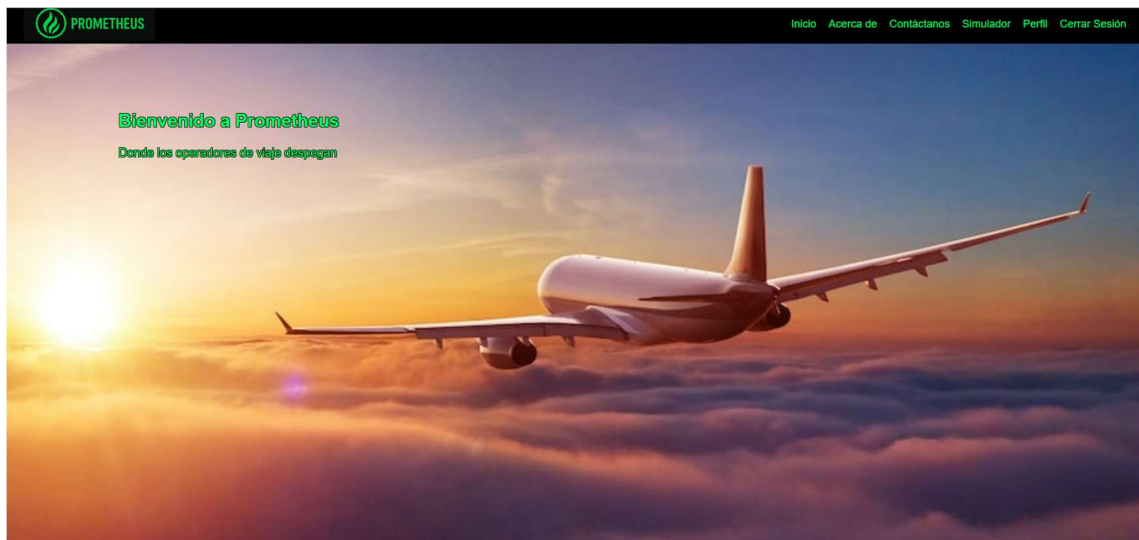 PROMETHEUS
Inicio Acerca de Contáctanos Simulador Perfil Cerrar Sesión
Bienvenido a Prometheus
Donde los operadores de viaje despegan